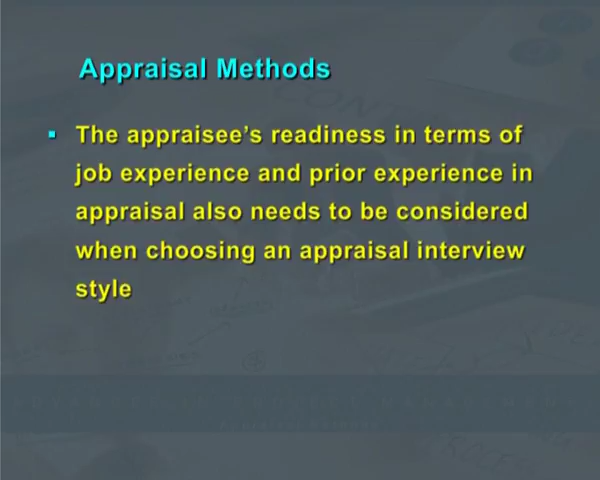 Appraisal Methods
▪ The appraisee’s readiness in terms of
job experience and prior experience in
appraisal also needs to be considered
when choosing an appraisal interview
style